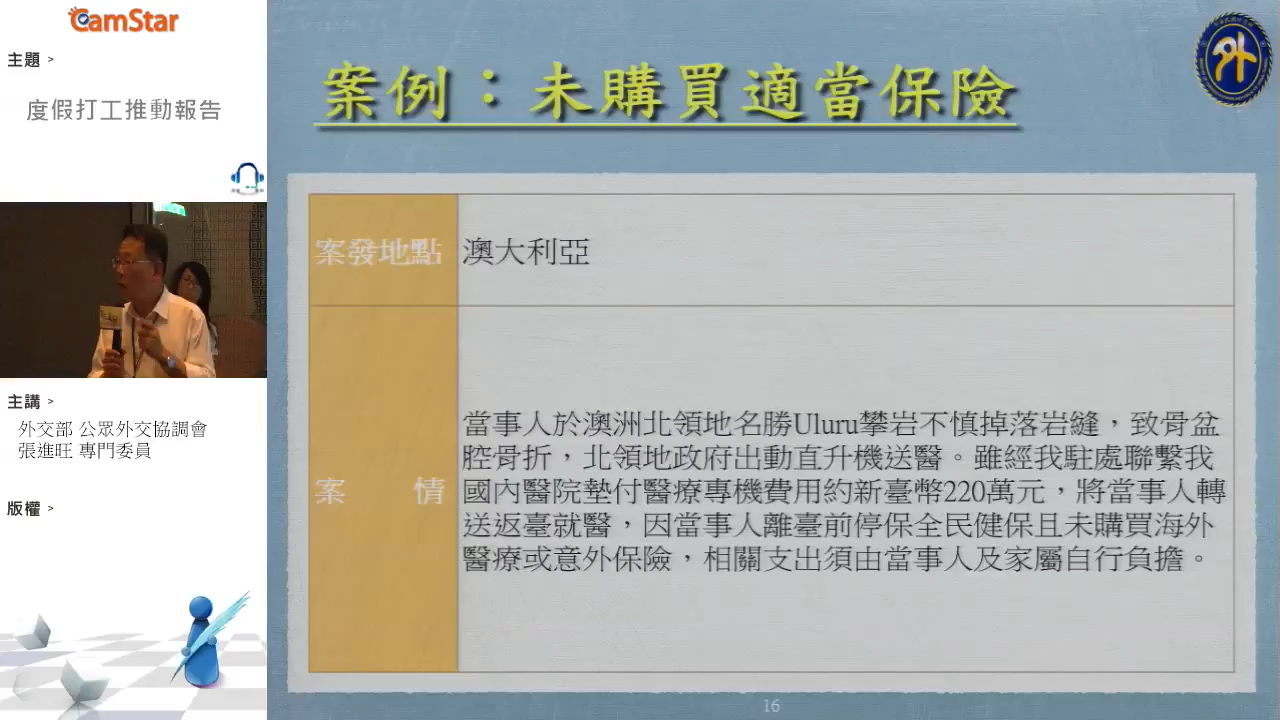 CamStar
主題 >
度假打工推動報告
主講 >
外交部 公眾外交協調會
張進旺 專門委員
版權 >
案例：未購買適當保險
外
案發地點
澳大利亞
案 情
當事人於澳洲北領地名勝Uluru攀岩不慎掉落岩縫，致骨盆
腔骨折，北領地政府出動直升機送醫。雖經我駐處聯繫我
國內醫院墊付醫療專機費用約新臺幣220萬元，將當事人轉
送返臺就醫，因當事人離臺前停保全民健保且未購買海外
醫療或意外保險，相關支出須由當事人及家屬自行負擔。
16